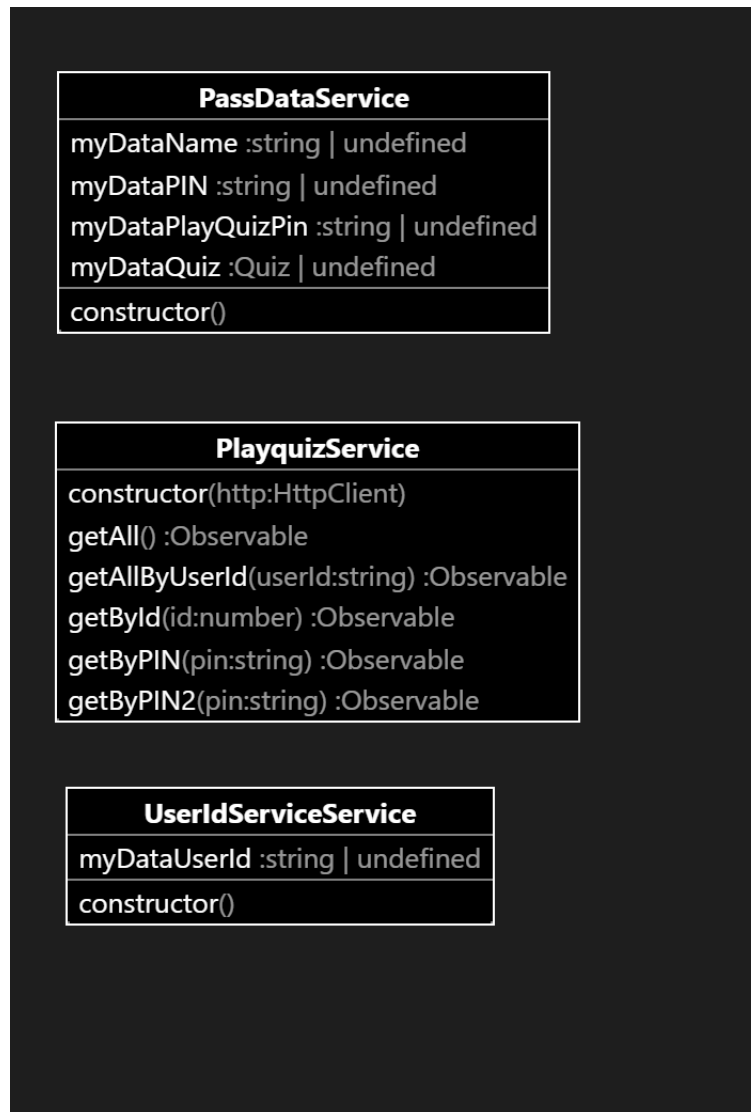 PassDataService
myDataName :string | undefined
myDataPIN :string | undefined
myDataPlayQuizPin :string | undefined
myDataQuiz :Quiz | undefined
constructor()
PlayquizService
constructor(http:HttpClient)
getAll() :Observable
getAllByUserId(userId:string) :Observable
getById(id:number) :Observable
getByPIN(pin:string) :Observable
getByPIN2(pin:string) :Observable
UserIdServiceService
myDataUserId :string | undefined
constructor()